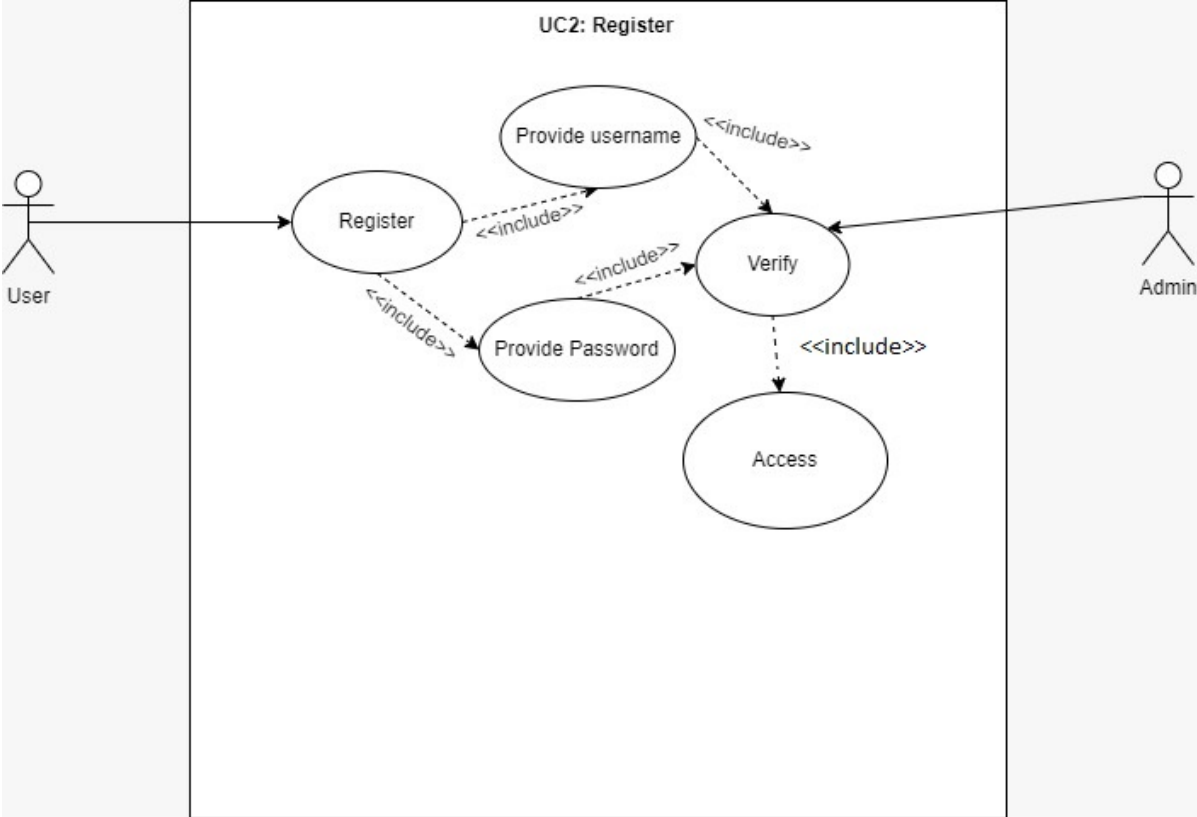 UC2: Register
Provide username
<<include>>
Register
<<include>>
<<include>>
Verify
<<include>>
Provide Password
<<include>>
Access
User
Admin